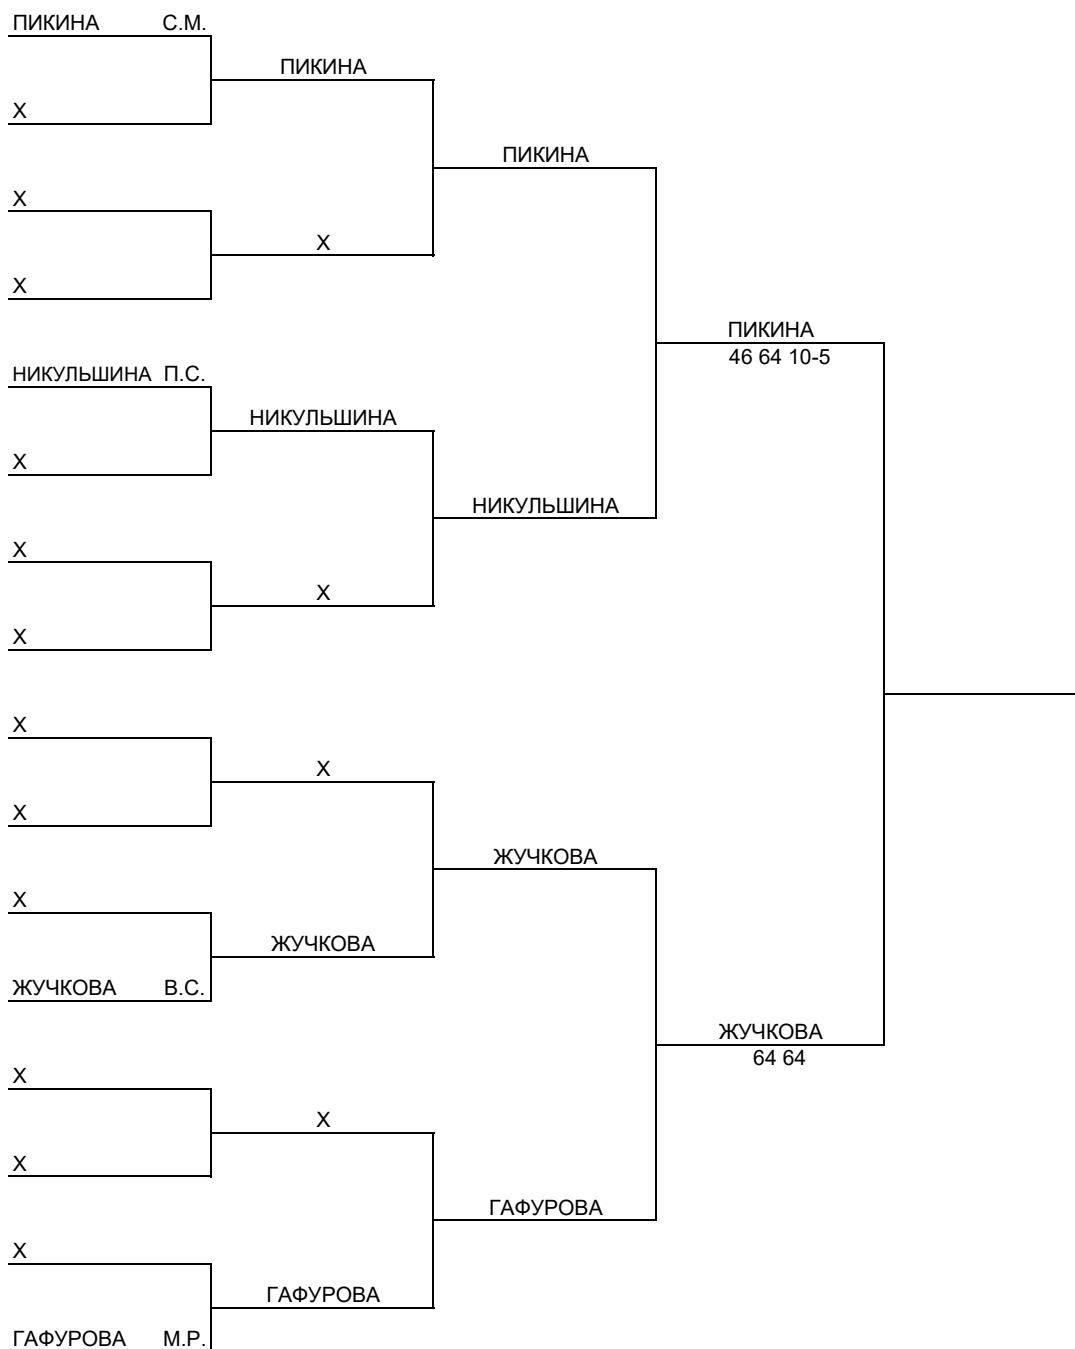 ПИКИНА С.М.
ПИКИНА
X
ПИКИНА
X
X
X
ПИКИНА
46 64 10-5
НИКУЛЬШИНА П.С.
НИКУЛЬШИНА
X
НИКУЛЬШИНА
X
X
X
X
X
X
ЖУЧКОВА
X
ЖУЧКОВА
ЖУЧКОВА В.С.
ЖУЧКОВА
64 64
X
X
X
ГАФУРОВА
X
ГАФУРОВА
ГАФУРОВА М.Р.